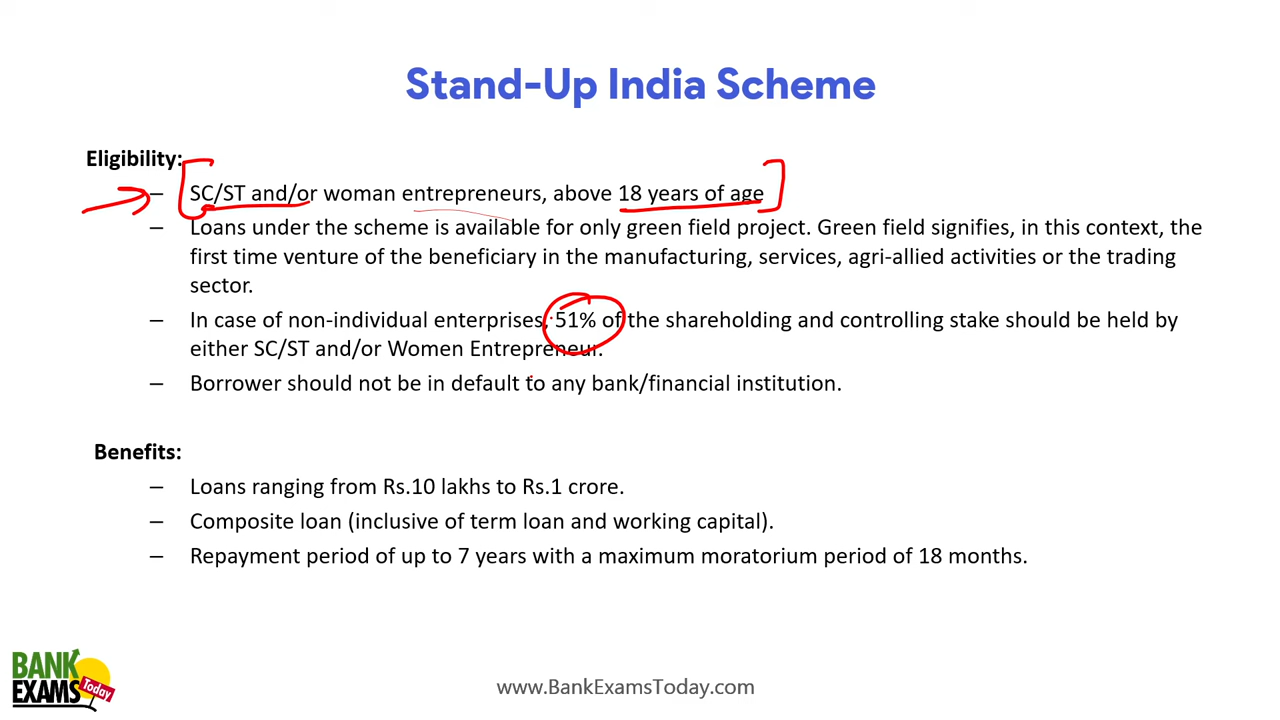 Stand-Up India Scheme
Eligibility:
– SC/ST and/or woman entrepreneurs, above 18 years of age
– Loans under the scheme is available for only green field project. Green field signifies, in this context, the
first time venture of the beneficiary in the manufacturing, services, agri-allied activities or the trading
sector.
– In case of non-individual enterprises, 51% of the shareholding and controlling stake should be held by
either SC/ST and/or Women Entrepreneur.
– Borrower should not be in default to any bank/financial institution.
Benefits:
– Loans ranging from Rs.10 lakhs to Rs.1 crore.
– Composite loan (inclusive of term loan and working capital).
– Repayment period of up to 7 years with a maximum moratorium period of 18 months.
BANK
EXAMS
Today
www.BankExamsToday.com